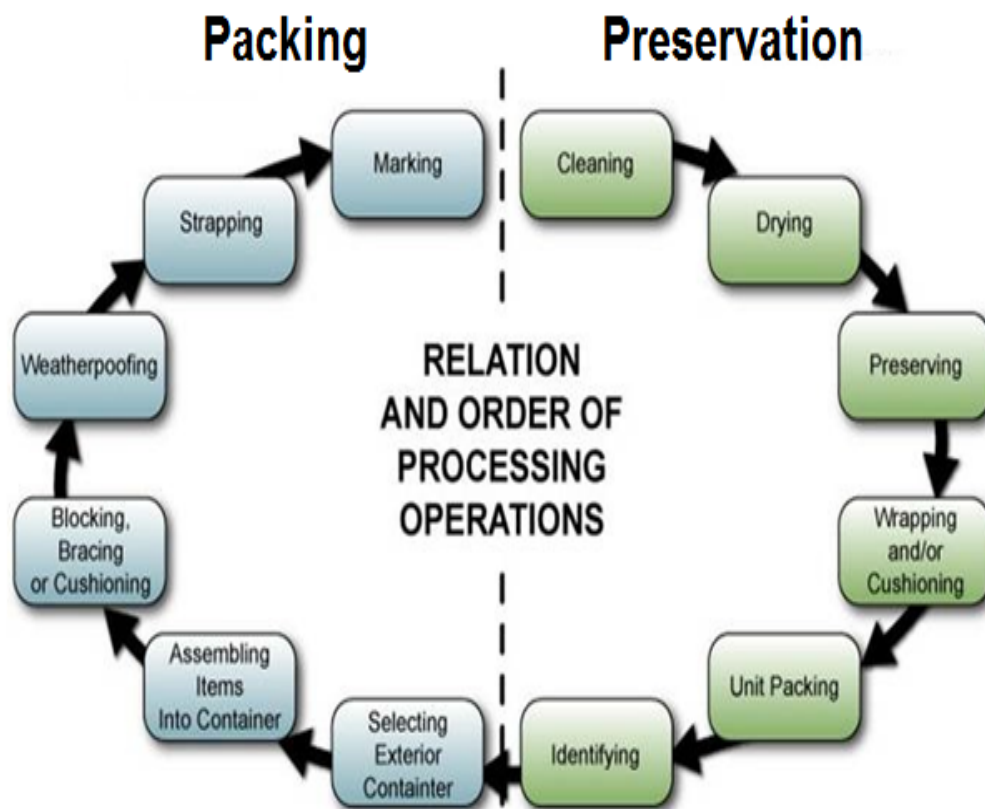 Packing
Preservation
Marking
Cleaning
Strapping
Drying
Weatherpoofing
RELATION
AND ORDER OF
PROCESSING
OPERATIONS
Preserving
Blocking,
Bracing
or Cushioning
Wrapping
and/or
Cushioning
Assembling
Items
Into Container
Unit Packing
Selecting
Exterior
Containter
Identifying